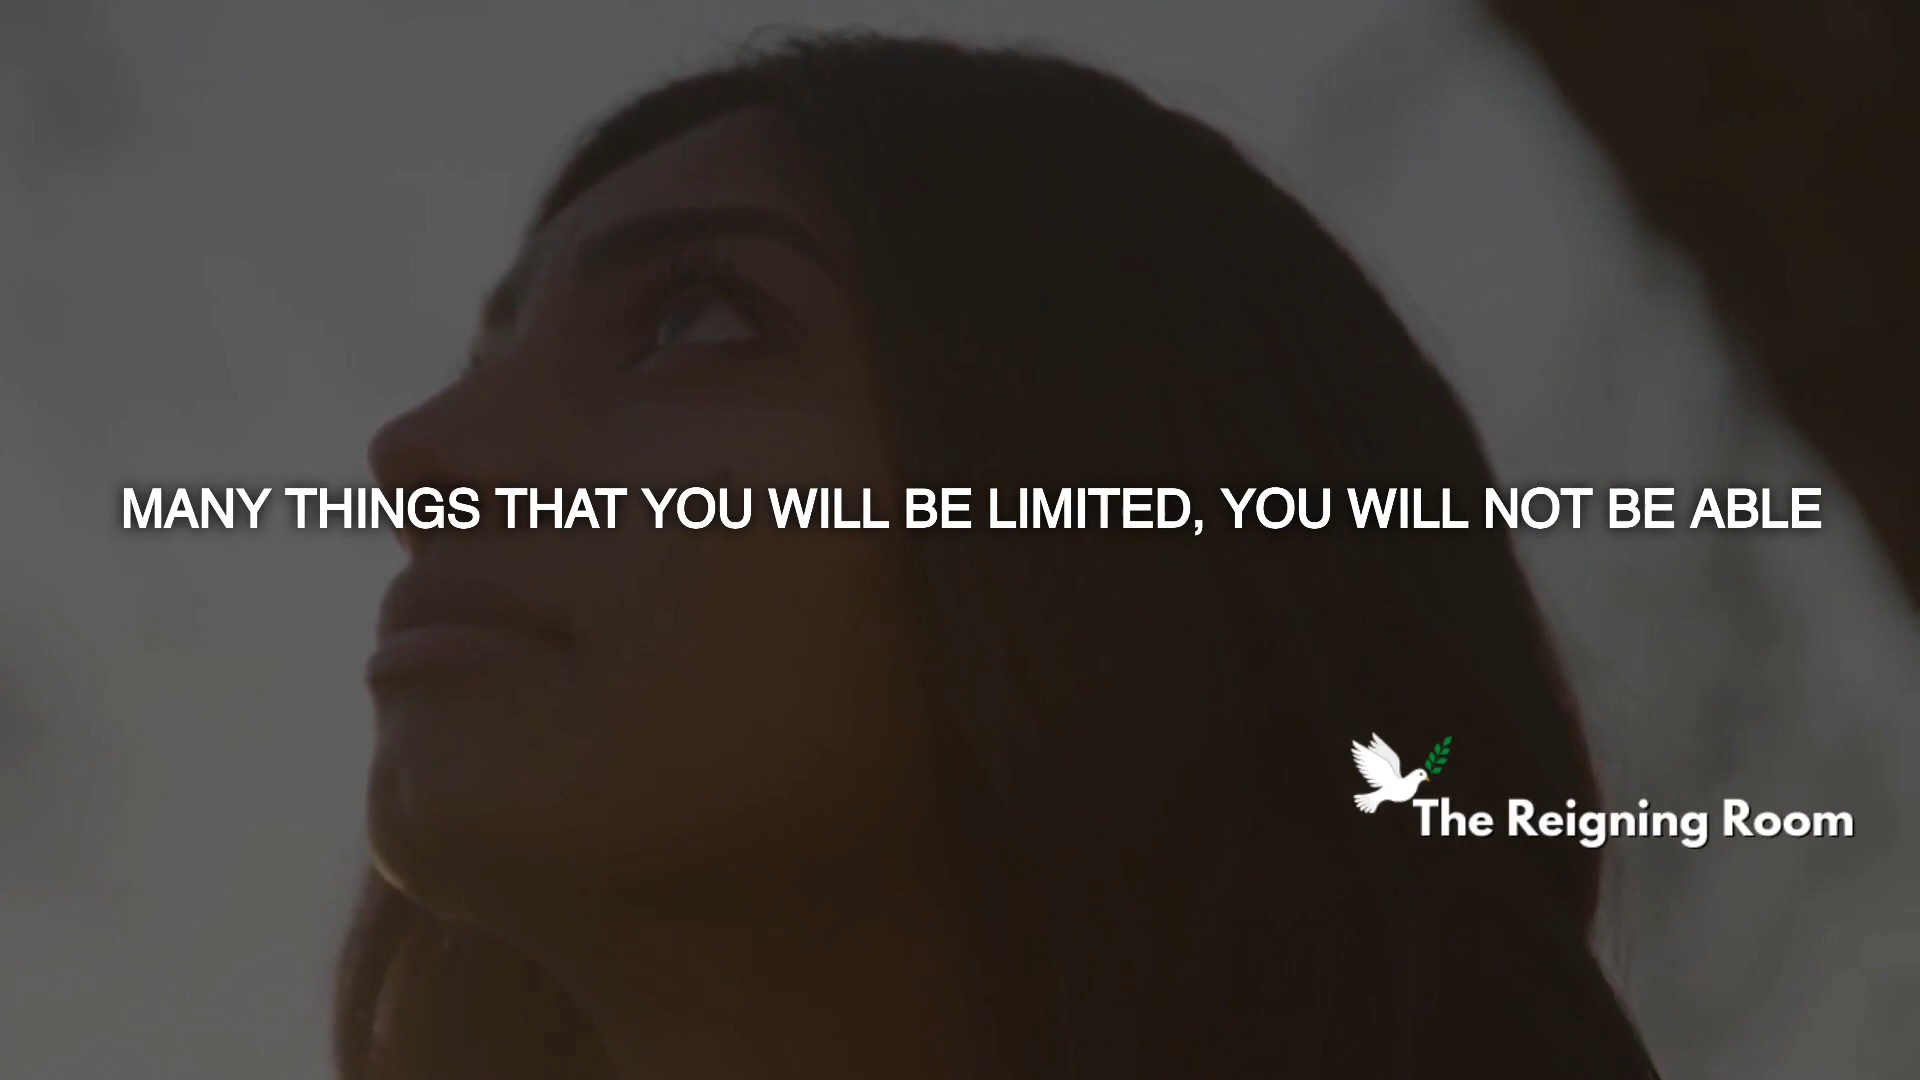 MANY THINGS THAT YOU WILL BE LIMITED, YOU WILL NOT BE ABLE
The Reigning Room